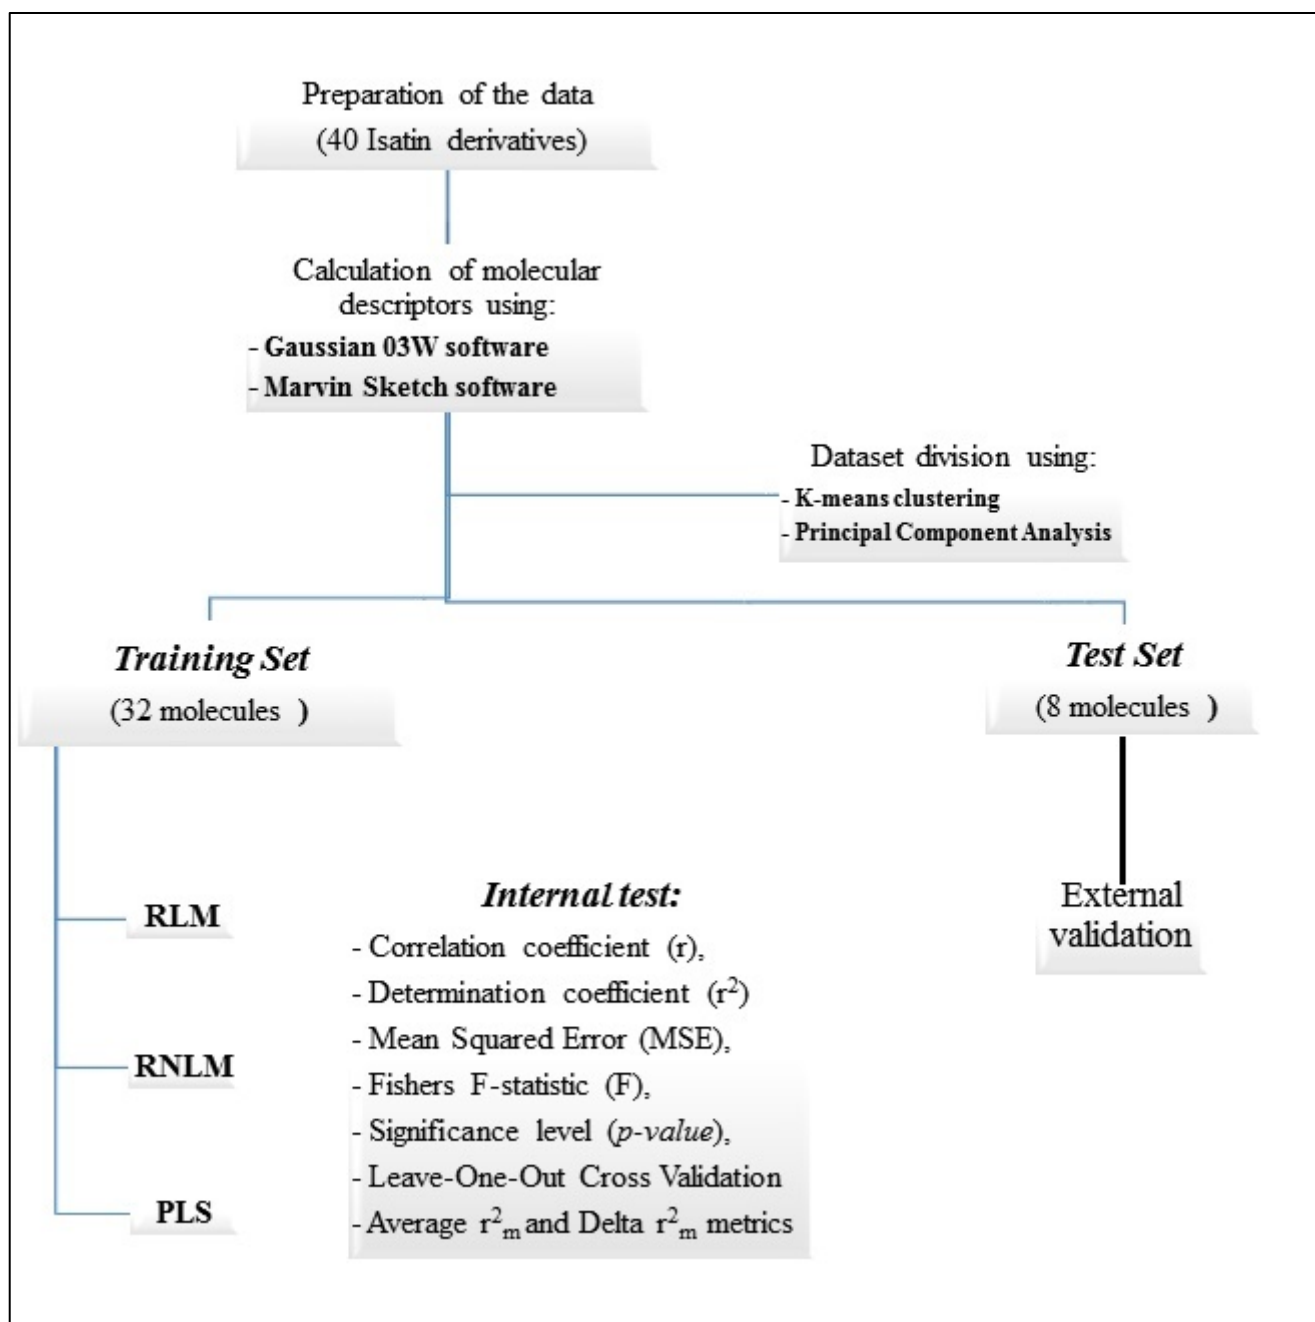 Preparation of the data
(40 Isatin derivatives)
Calculation of molecular
descriptors using:
- Gaussian 03W software
- Marvin Sketch software
Dataset division using:
- K-means clustering
- Principal Component Analysis
Training Set
(32 molecules )
Test Set
(8 molecules )
RLM
RNLM
PLS
Internal test:
- Correlation coefficient (r),
- Determination coefficient (r²)
- Mean Squared Error (MSE),
- Fishers F-statistic (F),
- Significance level (p-value),
- Leave-One-Out Cross Validation
- Average r²ₘ and Delta r²ₘ metrics
External
validation